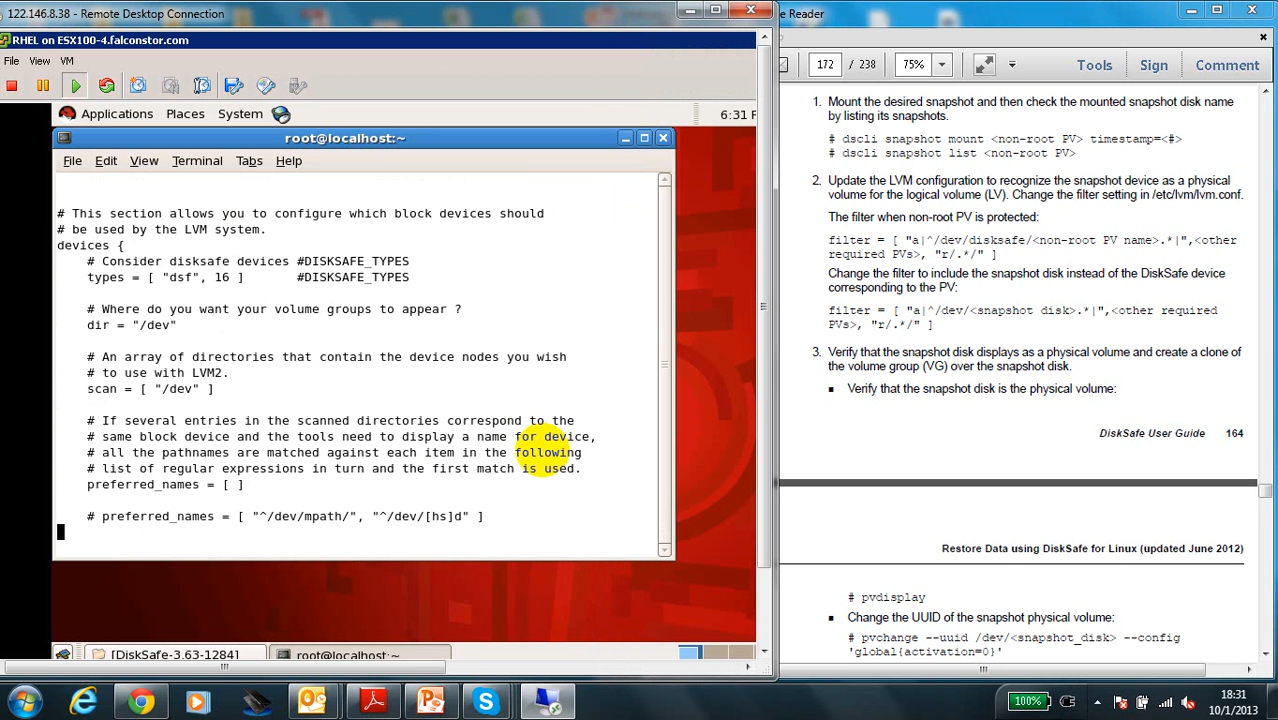 122.146.8.38 - Remote Desktop Connection
RHEL on ESX100-4.falconstor.com
File View VM
Applications Places System 6:31 P
root@localhost:~
File Edit View Terminal Tabs Help
# This section allows you to configure which block devices should
# be used by the LVM system.
devices {
# Consider disksafe devices #DISKSAFE_TYPES
types = [ "dsf", 16 ] #DISKSAFE_TYPES
# Where do you want your volume groups to appear ?
dir = "/dev"
# An array of directories that contain the device nodes you wish
# to use with LVM2.
scan = [ "/dev" ]
# If several entries in the scanned directories correspond to the
# same block device and the tools need to display a name for device,
# all the pathnames are matched against each item in the following
# list of regular expressions in turn and the first match is used.
preferred_names = [ ]
# preferred_names = [ "^/dev/mpath/", "^/dev/[hs]d" ]
[DiskSafe-3.63-1284] root@localhost:~
e Reader
172 / 238 75% Tools Sign Comment
1. Mount the desired snapshot and then check the mounted snapshot disk name
by listing its snapshots.
# dscli snapshot mount <non-root PV> timestamp=<#>
# dscli snapshot list <non-root PV>
2. Update the LVM configuration to recognize the snapshot device as a physical
volume for the logical volume (LV). Change the filter setting in /etc/lvm/lvm.conf.
The filter when non-root PV is protected:
filter = [ "a|^/dev/disksafe/<non-root PV name>.*|",<other
required PVs>, "r/.*/" ]
Change the filter to include the snapshot disk instead of the DiskSafe device
corresponding to the PV:
filter = [ "a|^/dev/<snapshot disk>.*|",<other required
PVs>, "r/.*/" ]
3. Verify that the snapshot disk displays as a physical volume and create a clone of
the volume group (VG) over the snapshot disk.
▪ Verify that the snapshot disk is the physical volume:
DiskSafe User Guide 164
Restore Data using DiskSafe for Linux (updated June 2012)
# pvdisplay
▪ Change the UUID of the snapshot physical volume:
# pvchange --uuid /dev/<snapshot_disk> --config
'global{activation=0}'
100% 18:31
10/1/2013